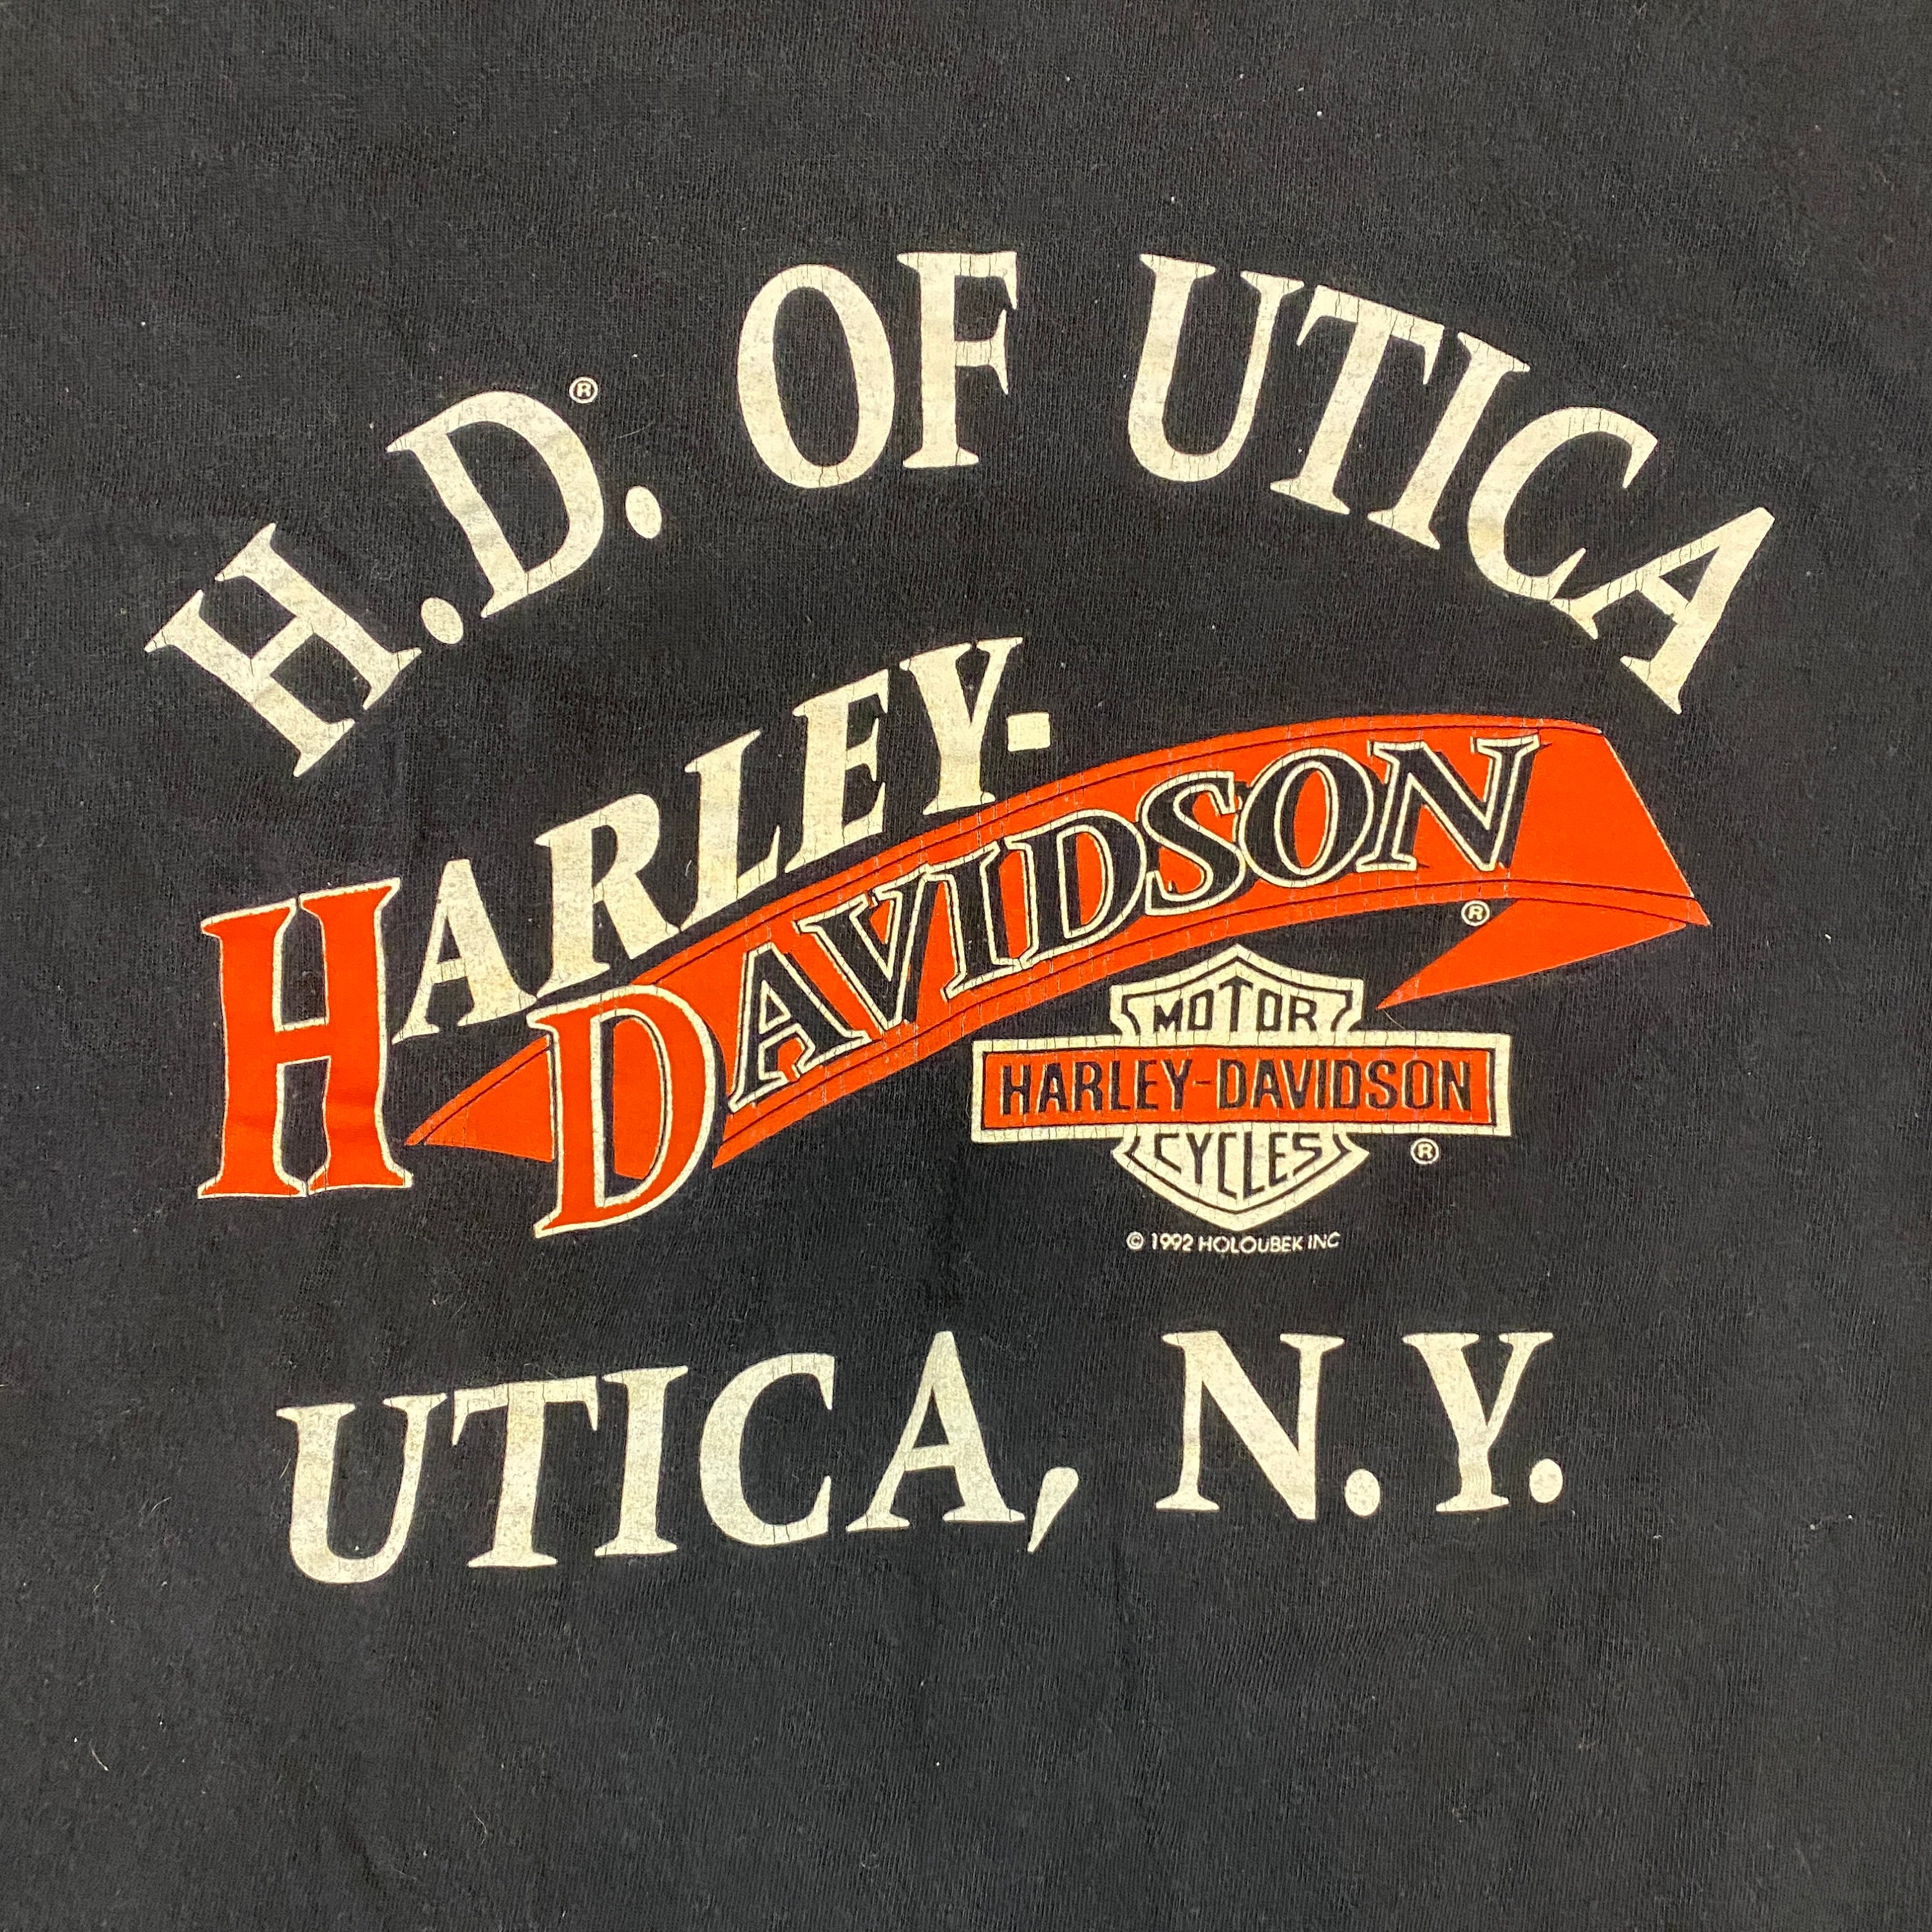 H.D.® OF UTICA
HARLEY-
DAVIDSON®
MOTOR
HARLEY-DAVIDSON
CYCLES®
© 1992 HOLOUBEK INC
UTICA, N.Y.